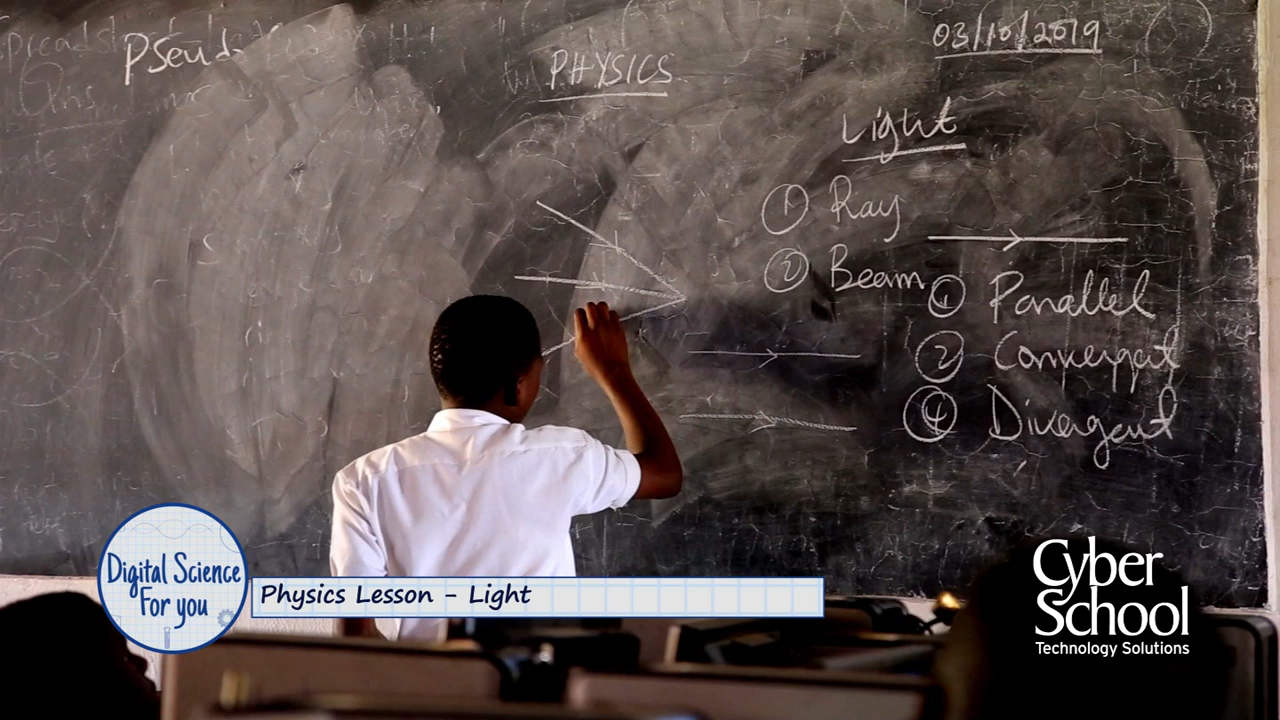 Pseud
PHYSICS
03/10/2019
Light
① Ray
② Beam
① Parallel
② Convergent
④ Divergent
Digital Science
For you
Physics Lesson - Light
Cyber
School
Technology Solutions